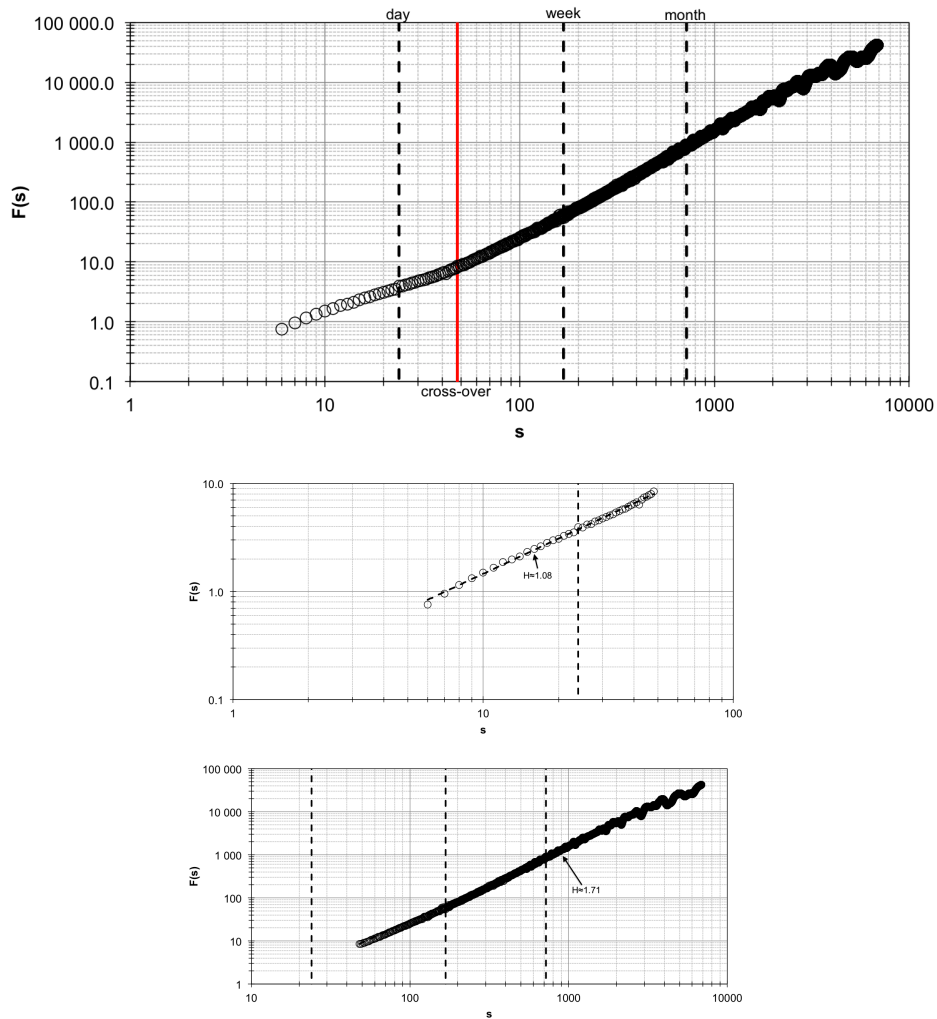 day week month
100 000.0
10 000.0
1 000.0
100.0
10.0
1.0
0.1
F(s)
1 10 100 1000 10000
cross-over
s
10.0
1.0
0.1
F(s)
H≈1.08
1 10 100
s
100 000
10 000
1 000
100
10
1
F(s)
H≈1.71
10 100 1000 10000
s